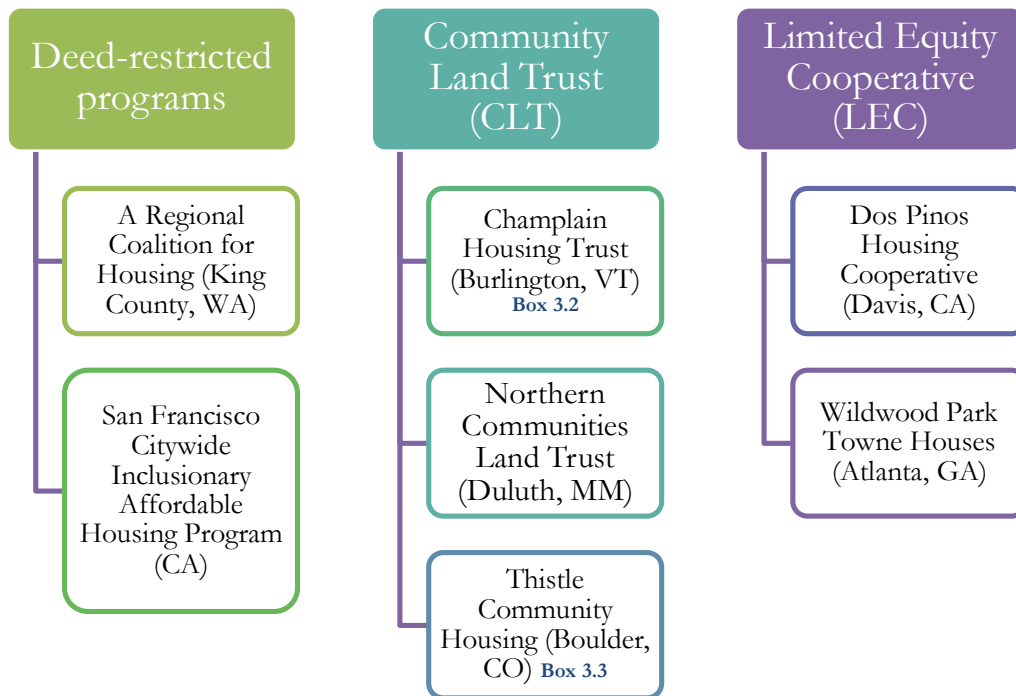 Deed-restricted
programs
A Regional
Coalition for
Housing (King
County, WA)
San Francisco
Citywide
Inclusionary
Affordable
Housing Program
(CA)
Community
Land Trust
(CLT)
Champlain
Housing Trust
(Burlington, VT)
Box 3.2
Northern
Communities
Land Trust
(Duluth, MM)
Thistle
Community
Housing (Boulder,
CO) Box 3.3
Limited Equity
Cooperative
(LEC)
Dos Pinos
Housing
Cooperative
(Davis, CA)
Wildwood Park
Towne Houses
(Atlanta, GA)